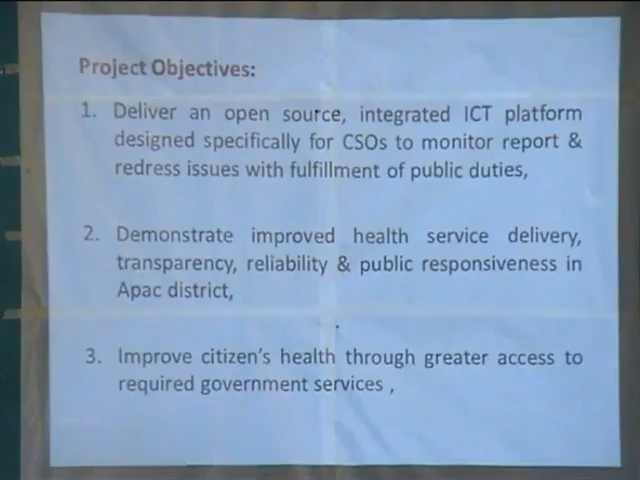 Project Objectives:
1. Deliver an open source, integrated ICT platform
designed specifically for CSOs to monitor report &
redress issues with fulfillment of public duties,
2. Demonstrate improved health service delivery,
transparency, reliability & public responsiveness in
Apac district,
3. Improve citizen's health through greater access to
required government services ,